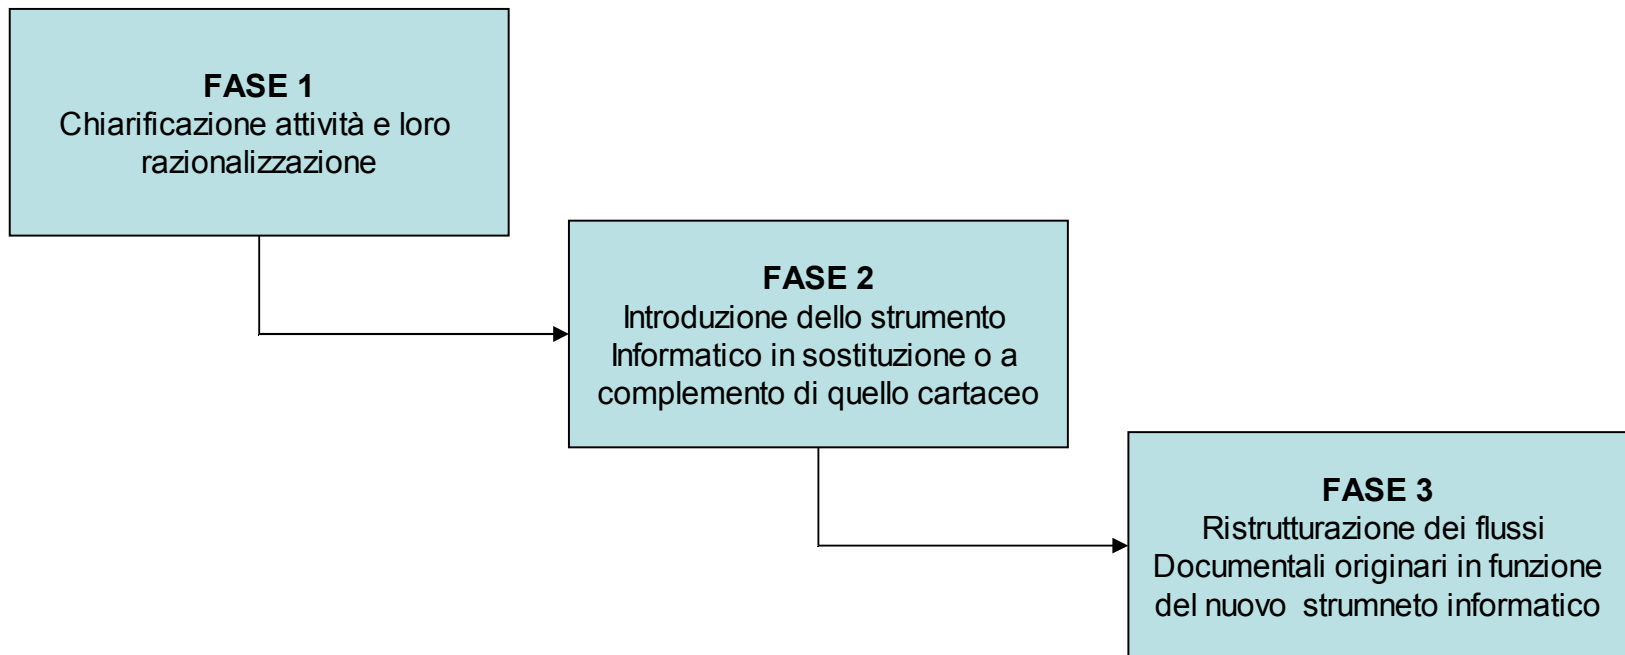 FASE 1
Chiarificazione attività e loro
razionalizzazione
FASE 2
Introduzione dello strumento
Informatico in sostituzione o a
complemento di quello cartaceo
FASE 3
Ristrutturazione dei flussi
Documentali originari in funzione
del nuovo strumneto informatico